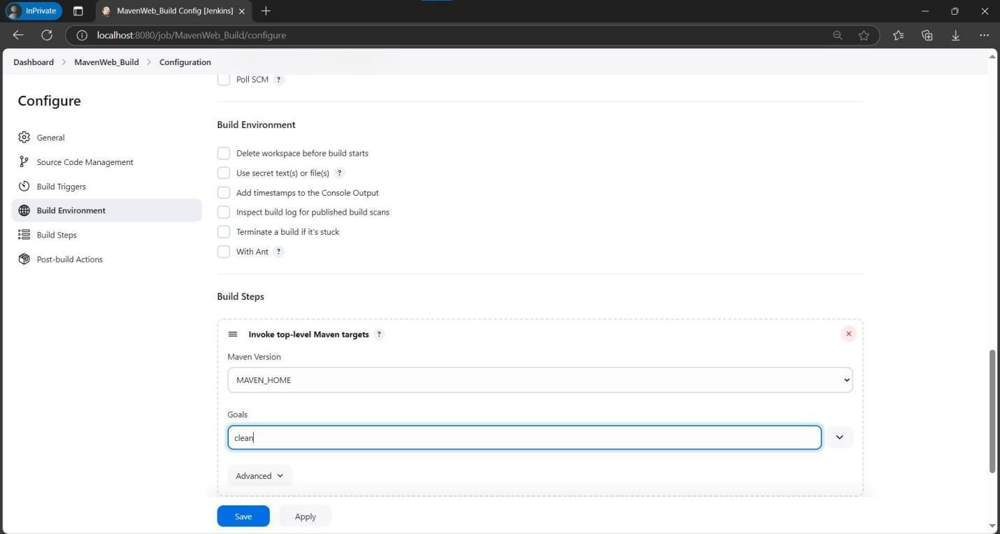 InPrivate
MavenWeb_Build Config [Jenkins]
localhost:8080/job/MavenWeb_Build/configure
Dashboard > MavenWeb_Build > Configuration
Configure
General
Source Code Management
Build Triggers
Build Environment
Build Steps
Post-build Actions
Poll SCM ?
Build Environment
Delete workspace before build starts
Use secret text(s) or file(s) ?
Add timestamps to the Console Output
Inspect build log for published build scans
Terminate a build if it's stuck
With Ant ?
Build Steps
Invoke top-level Maven targets ?
Maven Version
MAVEN_HOME
Goals
clean
Advanced
Save Apply